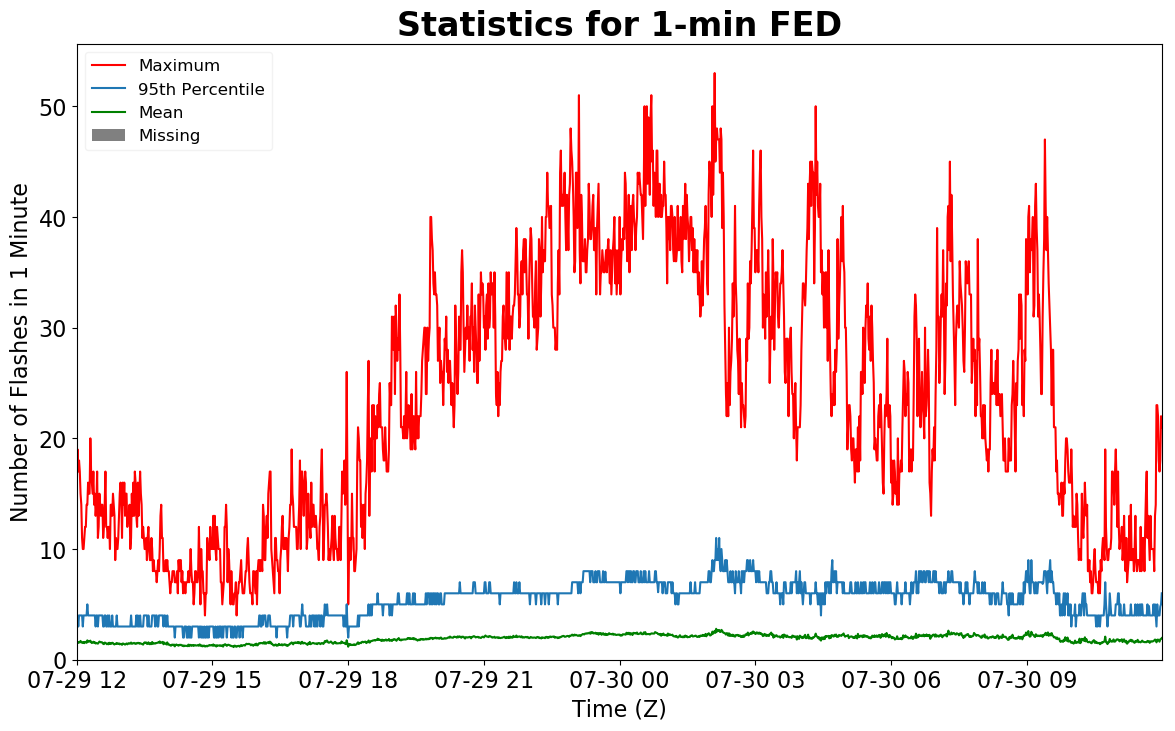 Statistics for 1-min FED
Maximum
95th Percentile
Mean
Missing
Number of Flashes in 1 Minute
50
40
30
20
10
0
07-29 12 07-29 15 07-29 18 07-29 21 07-30 00 07-30 03 07-30 06 07-30 09
Time (Z)